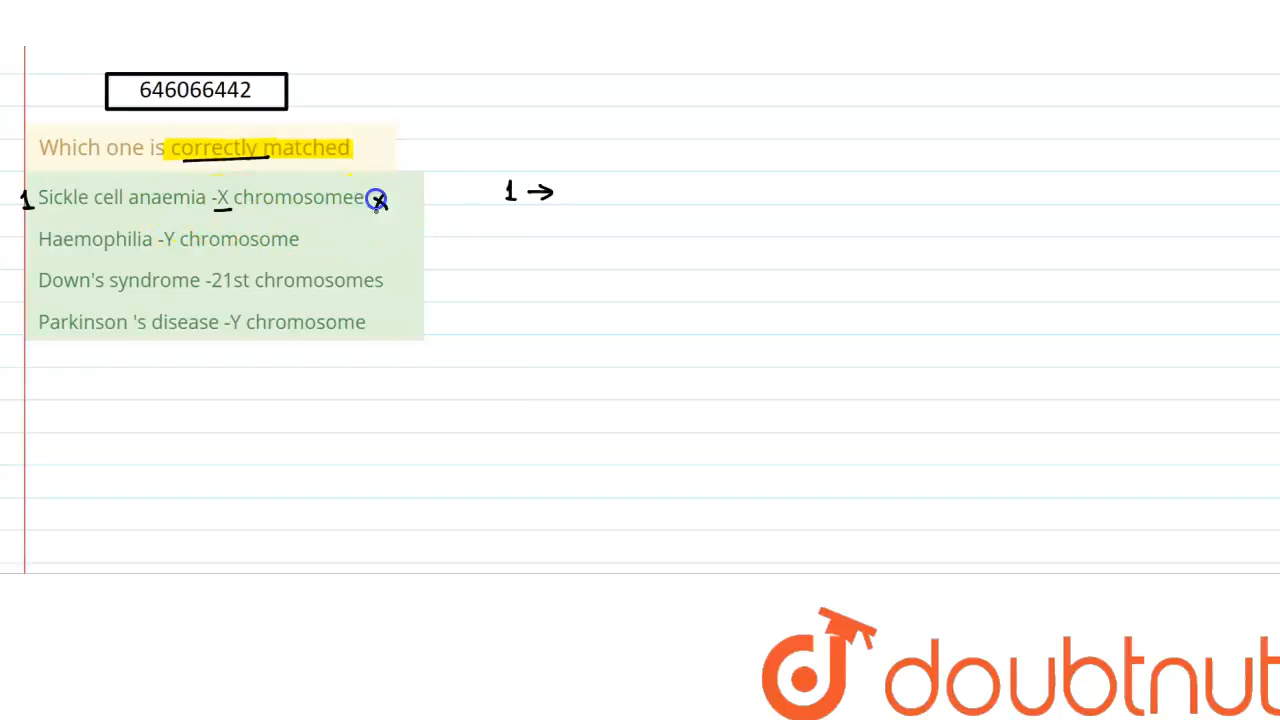 646066442
Which one is correctly matched
1 Sickle cell anaemia -X chromosomee x
1 →
Haemophilia -Y chromosome
Down's syndrome -21st chromosomes
Parkinson 's disease -Y chromosome
doubtnut